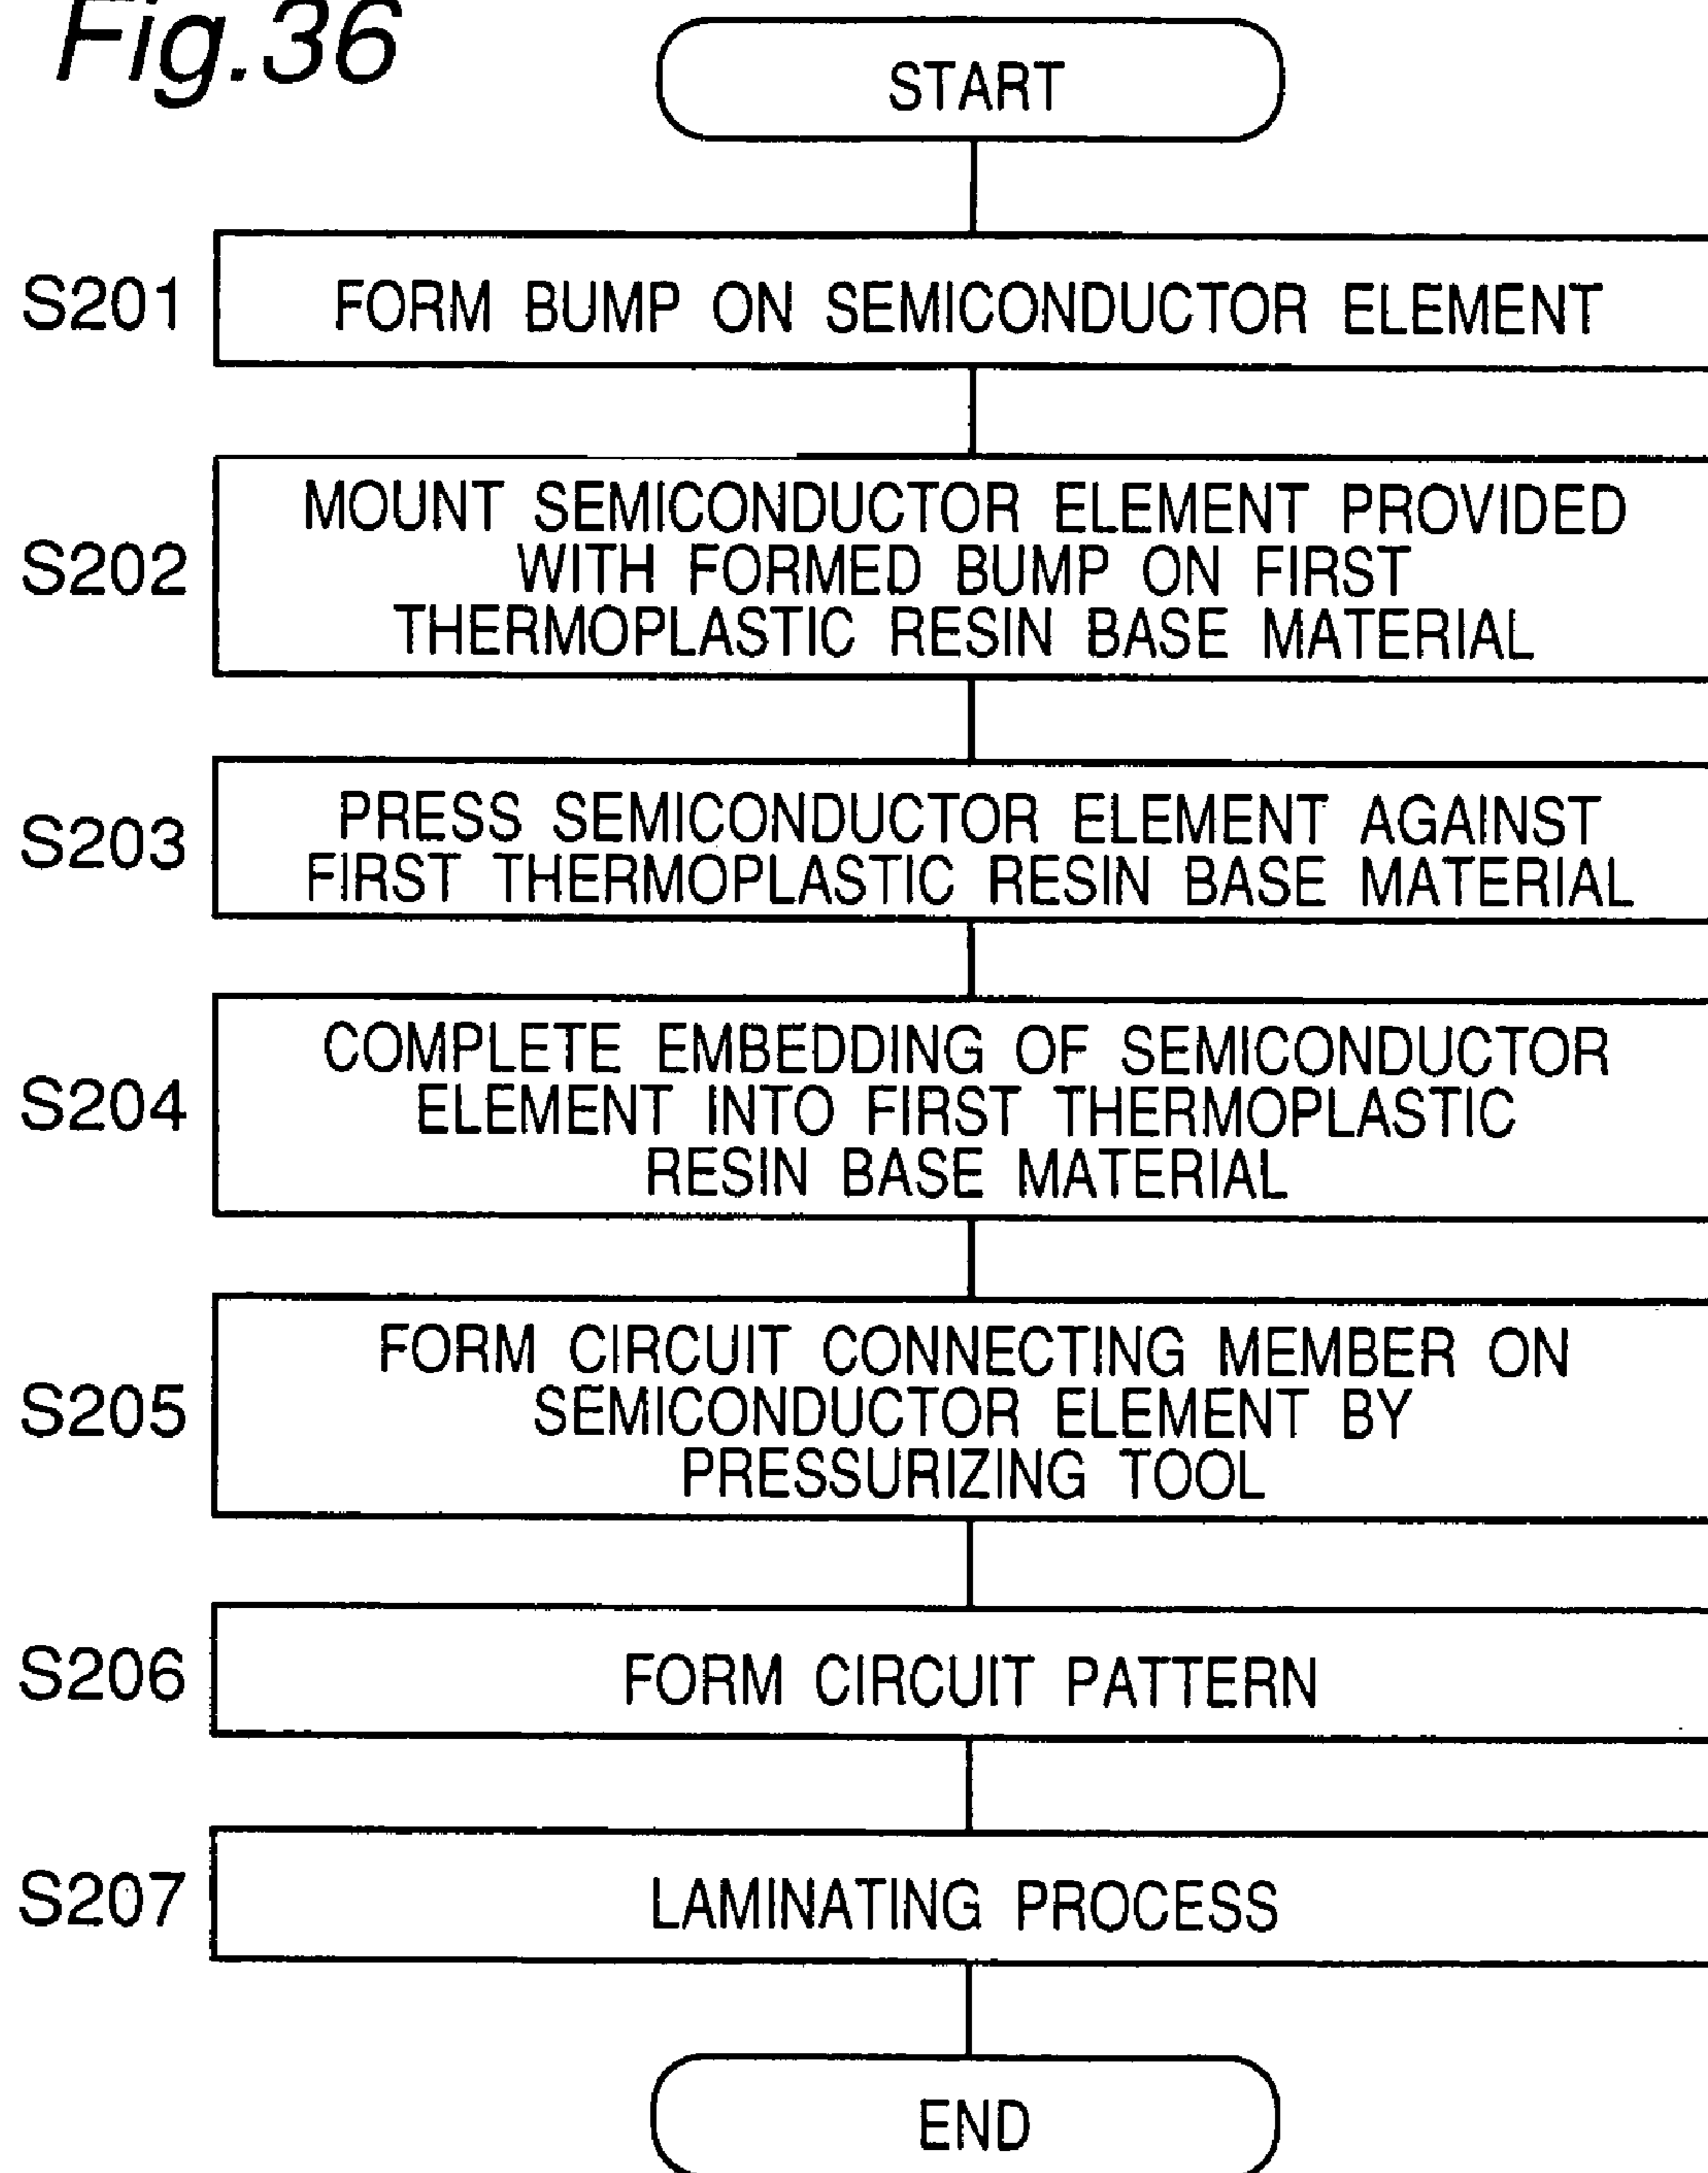 Fig.36
START
S201
FORM BUMP ON SEMICONDUCTOR ELEMENT
S202
MOUNT SEMICONDUCTOR ELEMENT PROVIDED
WITH FORMED BUMP ON FIRST
THERMOPLASTIC RESIN BASE MATERIAL
S203
PRESS SEMICONDUCTOR ELEMENT AGAINST
FIRST THERMOPLASTIC RESIN BASE MATERIAL
S204
COMPLETE EMBEDDING OF SEMICONDUCTOR
ELEMENT INTO FIRST THERMOPLASTIC
RESIN BASE MATERIAL
S205
FORM CIRCUIT CONNECTING MEMBER ON
SEMICONDUCTOR ELEMENT BY
PRESSURIZING TOOL
S206
FORM CIRCUIT PATTERN
S207
LAMINATING PROCESS
END